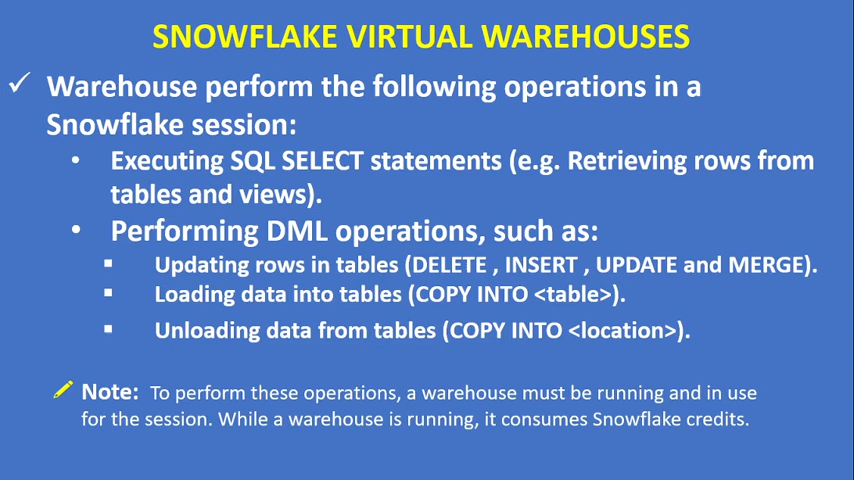 SNOWFLAKE VIRTUAL WAREHOUSES
✓ Warehouse perform the following operations in a
Snowflake session:
• Executing SQL SELECT statements (e.g. Retrieving rows from
tables and views).
• Performing DML operations, such as:
▪ Updating rows in tables (DELETE , INSERT , UPDATE and MERGE).
▪ Loading data into tables (COPY INTO <table>).
▪ Unloading data from tables (COPY INTO <location>).
Note: To perform these operations, a warehouse must be running and in use
for the session. While a warehouse is running, it consumes Snowflake credits.